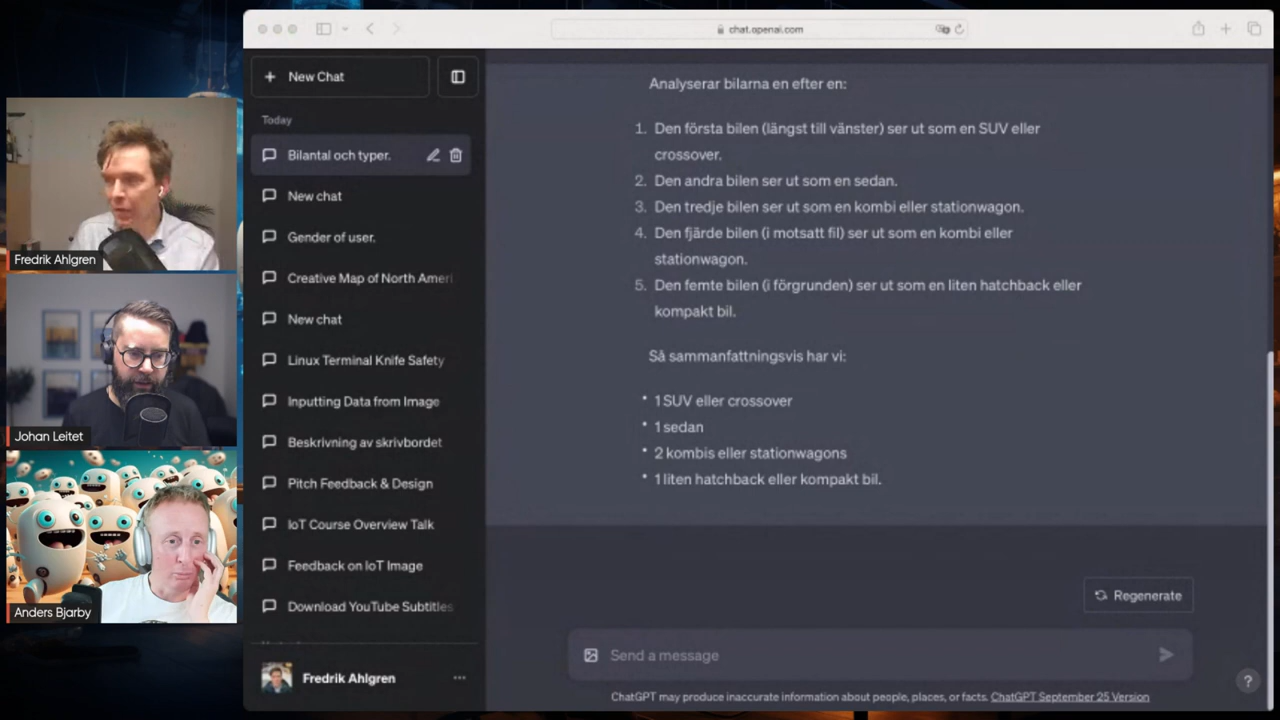 chat.openai.com
New Chat
Today
Bilantal och typer.
New chat
Gender of user.
Creative Map of North Ameri
New chat
Linux Terminal Knife Safety
Inputting Data from Image
Beskrivning av skrivbordet
Pitch Feedback & Design
IoT Course Overview Talk
Feedback on IoT Image
Download YouTube Subtitles
Fredrik Ahlgren
Analyserar bilarna en efter en:
1. Den första bilen (längst till vänster) ser ut som en SUV eller
crossover.
2. Den andra bilen ser ut som en sedan.
3. Den tredje bilen ser ut som en kombi eller stationwagon.
4. Den fjärde bilen (i motsatt fil) ser ut som en kombi eller
stationwagon.
5. Den femte bilen (i förgrunden) ser ut som en liten hatchback eller
kompakt bil.
Så sammanfattningsvis har vi:
• 1 SUV eller crossover
• 1 sedan
• 2 kombis eller stationwagons
• 1 liten hatchback eller kompakt bil.
Regenerate
Send a message
ChatGPT may produce inaccurate information about people, places, or facts. ChatGPT September 25 Version
?
Fredrik Ahlgren
Johan Leitet
Anders Bjarby